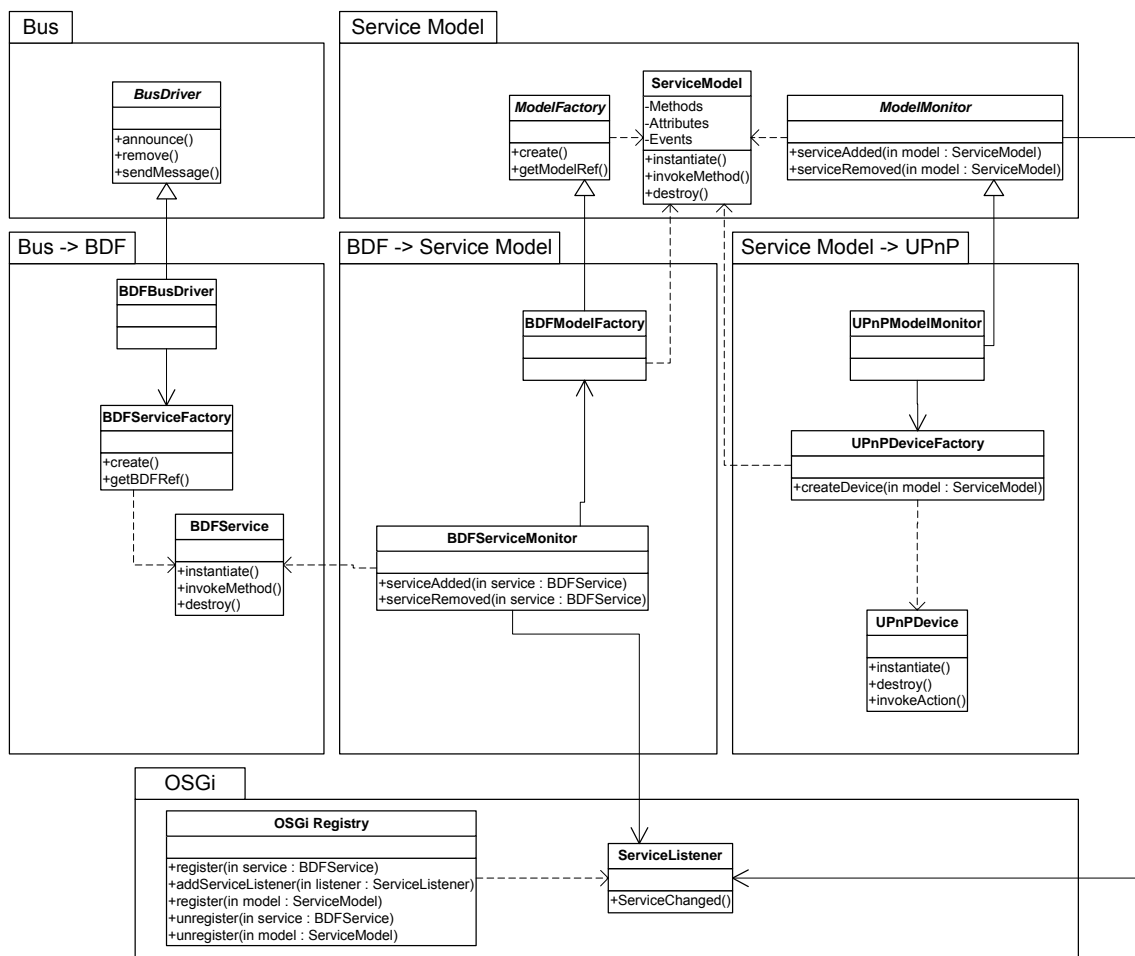 Bus
BusDriver
+announce()
+remove()
+sendMessage()
Service Model
ModelFactory
+create()
+getModelRef()
ServiceModel
-Methods
-Attributes
-Events
+instantiate()
+invokeMethod()
+destroy()
ModelMonitor
+serviceAdded(in model : ServiceModel)
+serviceRemoved(in model : ServiceModel)
Bus -> BDF
BDFBusDriver
BDFServiceFactory
+create()
+getBDFRef()
BDFService
+instantiate()
+invokeMethod()
+destroy()
BDF -> Service Model
BDFModelFactory
BDFServiceMonitor
+serviceAdded(in service : BDFService)
+serviceRemoved(in service : BDFService)
Service Model -> UPnP
UPnPModelMonitor
UPnPDeviceFactory
+createDevice(in model : ServiceModel)
UPnPDevice
+instantiate()
+destroy()
+invokeAction()
OSGi
OSGi Registry
+register(in service : BDFService)
+addServiceListener(in listener : ServiceListener)
+register(in model : ServiceModel)
+unregister(in service : BDFService)
+unregister(in model : ServiceModel)
ServiceListener
+ServiceChanged()